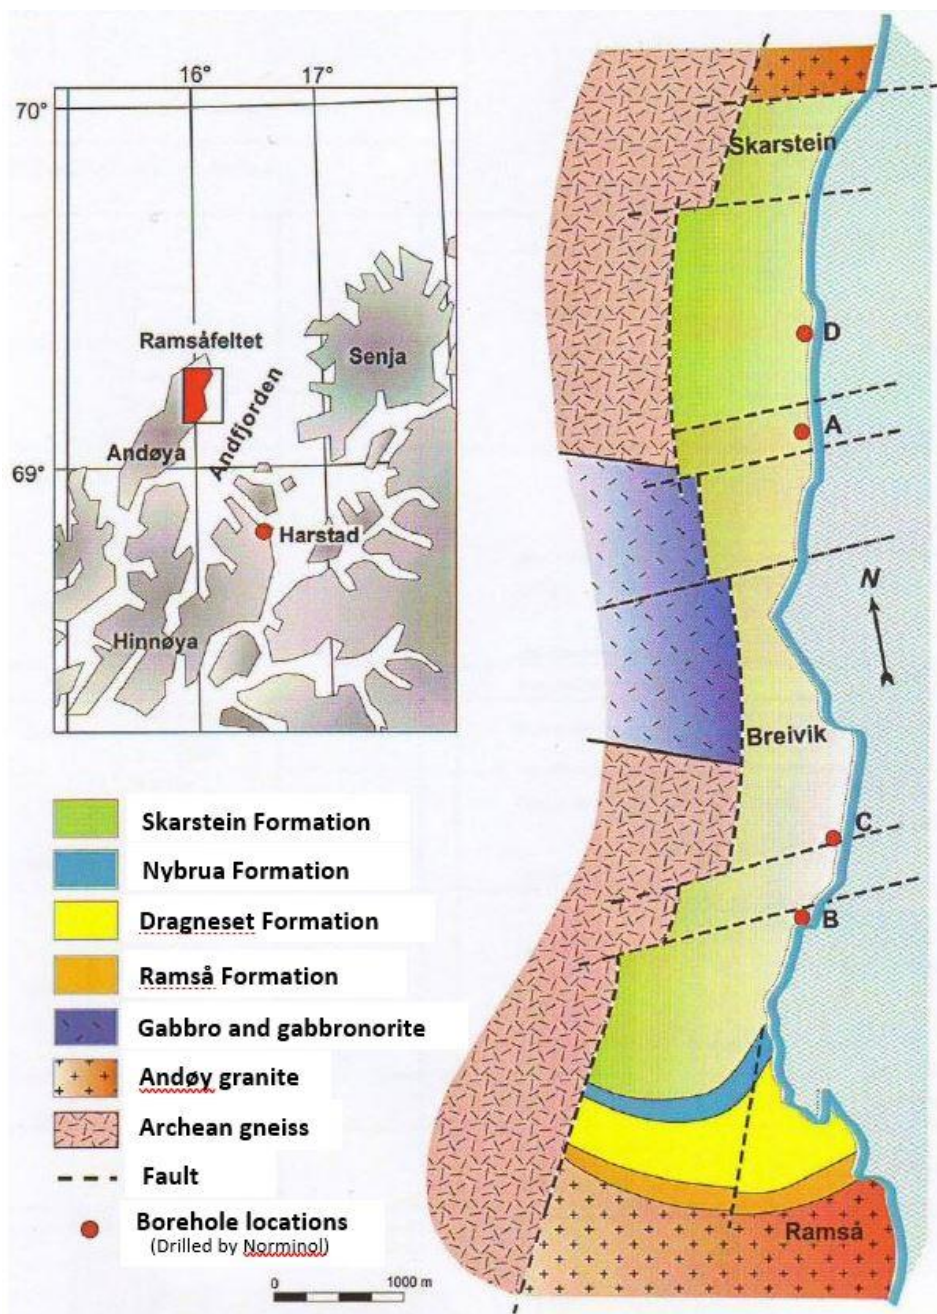 16°
17°
70°
69°
Ramsåfeltet
Senja
Andfjorden
Andøya
Harstad
Hinnøya
Skarstein
D
A
N
Breivik
C
B
Ramså
Skarstein Formation
Nybrua Formation
Dragneset Formation
Ramså Formation
Gabbro and gabbronorite
Andøy granite
Archean gneiss
Fault
Borehole locations
(Drilled by Norminol)
0 1000 m